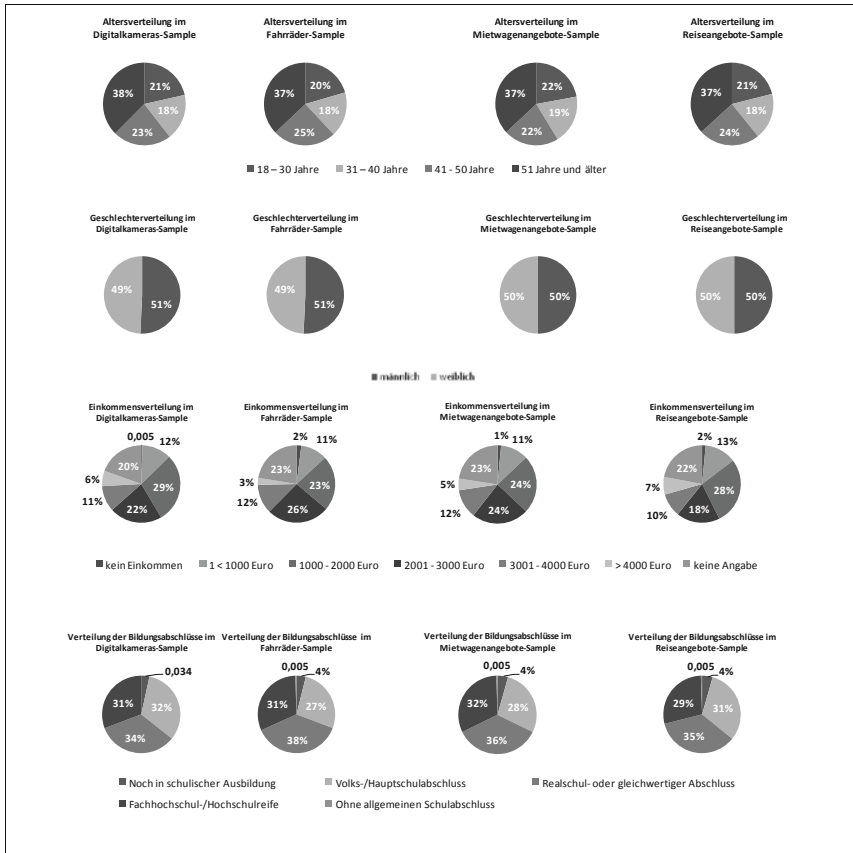 Altersverteilung im
Digitalkameras-Sample
Altersverteilung im
Fahrräder-Sample
Altersverteilung im
Mietwagenangebote-Sample
Altersverteilung im
Reiseangebote-Sample
38% 21% 18% 23%
37% 20% 18% 25%
37% 22% 19% 22%
37% 21% 18% 24%
18 – 30 Jahre 31 – 40 Jahre 41 - 50 Jahre 51 Jahre und älter
Geschlechterverteilung im
Digitalkameras-Sample
Geschlechterverteilung im
Fahrräder-Sample
Geschlechterverteilung im
Mietwagenangebote-Sample
Geschlechterverteilung im
Reiseangebote-Sample
49% 51%
49% 51%
50% 50%
50% 50%
männlich weiblich
Einkommensverteilung im
Digitalkameras-Sample
Einkommensverteilung im
Fahrräder-Sample
Einkommensverteilung im
Mietwagenangebote-Sample
Einkommensverteilung im
Reiseangebote-Sample
0,005 12% 29% 22% 11% 6% 20%
2% 11% 23% 26% 12% 3% 23%
1% 11% 24% 24% 12% 5% 23%
2% 13% 28% 18% 10% 7% 22%
kein Einkommen 1 < 1000 Euro 1000 - 2000 Euro 2001 - 3000 Euro 3001 - 4000 Euro > 4000 Euro keine Angabe
Verteilung der Bildungsabschlüsse im
Digitalkameras-Sample
Verteilung der Bildungsabschlüsse im
Fahrräder-Sample
Verteilung der Bildungsabschlüsse im
Mietwagenangebote-Sample
Verteilung der Bildungsabschlüsse im
Reiseangebote-Sample
0,034 32% 34% 31%
0,005 4% 27% 38% 31%
0,005 4% 28% 36% 32%
0,005 4% 31% 35% 29%
Noch in schulischer Ausbildung Volks-/Hauptschulabschluss Realschul- oder gleichwertiger Abschluss
Fachhochschul-/Hochschulreife Ohne allgemeinen Schulabschluss